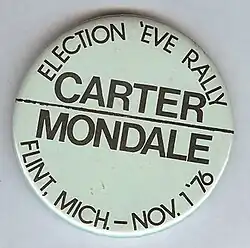 ELECTION 'EVE RALLY
CARTER
MONDALE
FLINT, MICH. - NOV. 1 '76